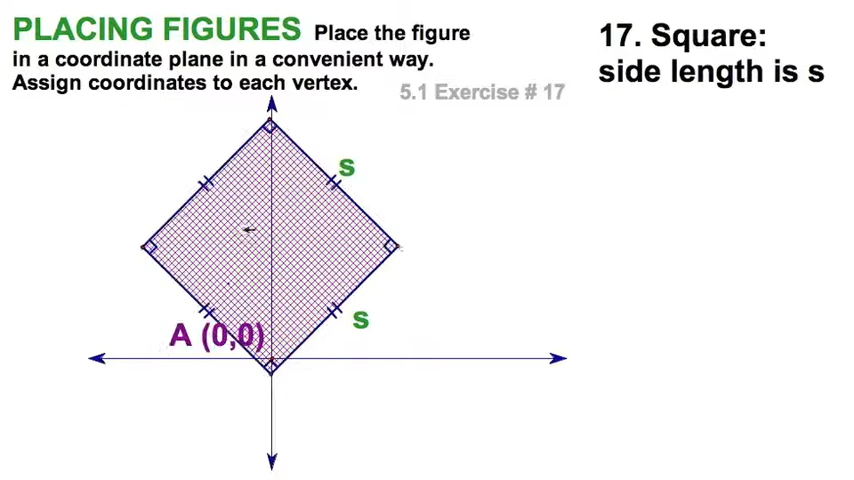 PLACING FIGURES Place the figure
in a coordinate plane in a convenient way.
Assign coordinates to each vertex.
5.1 Exercise # 17
17. Square:
side length is s
s
s
A (0,0)